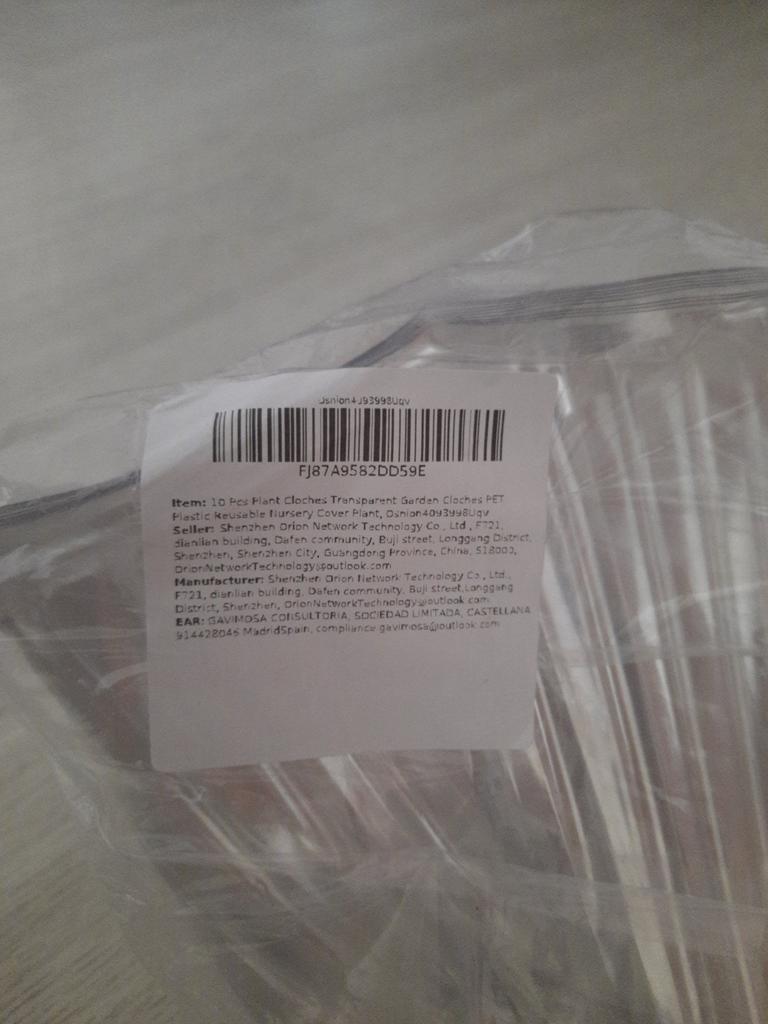 Dsnion4093998Uqv
FJ87A9582DD59E
Item: 10 Pcs Plant Cloches Transparent Garden Cloches PET
Plastic Reusable Nursery Cover Plant, Dsnion4093998Uqv
Seller: Shenzhen Orion Network Technology Co., Ltd., F721,
dianlian building, Dafen community, Buji street, Longgang District,
Shenzhen, Shenzhen City, Guangdong Province, China, 518000,
OrionNetworkTechnology@outlook.com
Manufacturer: Shenzhen Orion Network Technology Co., Ltd.,
F721, dianlian building, Dafen community, Buji street,Longgang
District, Shenzhen, OrionNetworkTechnology@outlook.com
EAR: GAVIMOSA CONSULTORIA, SOCIEDAD LIMITADA, CASTELLANA
914428046 MadridSpain, compliance.gavimosa@outlook.com